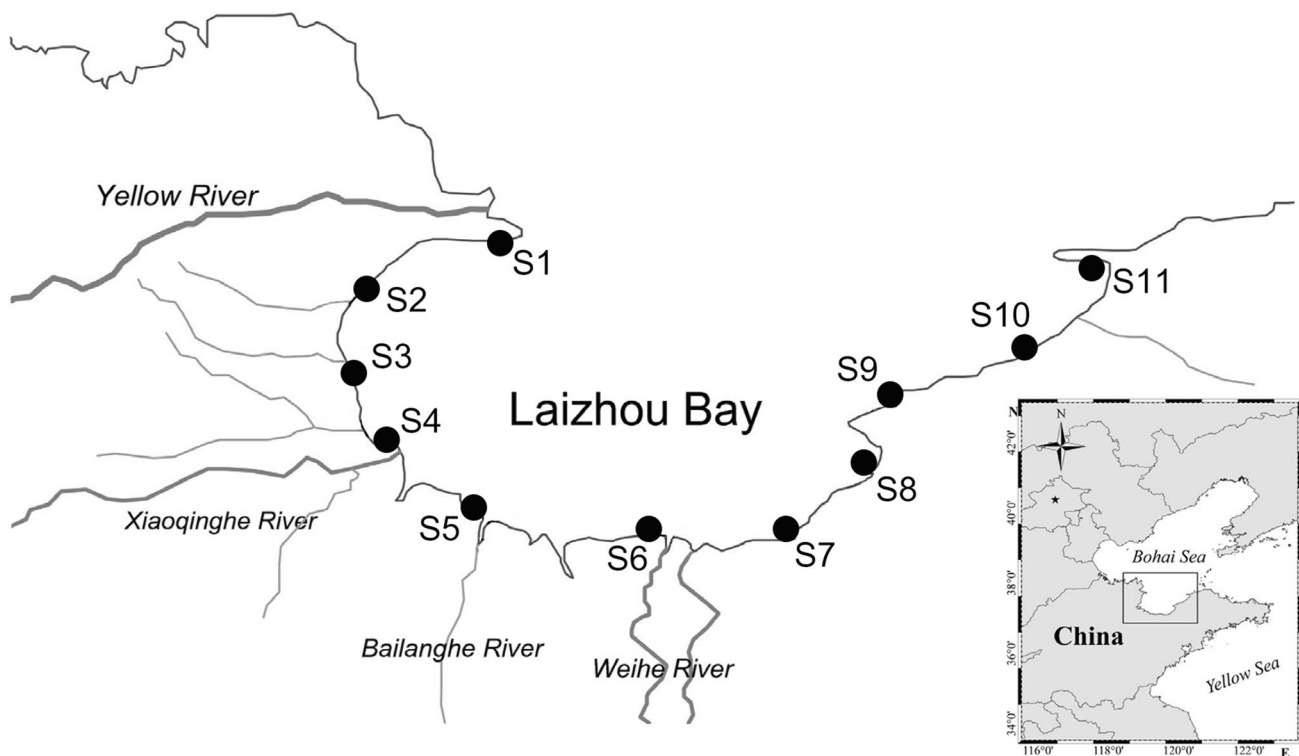 Yellow River
S1
S2
S11
S10
S3
S9
Laizhou Bay
S4
S8
Xiaoqinghe River
S5
S6
S7
Bailanghe River
Weihe River
N
N
42°0'
40°0'
38°0'
36°0'
34°0'
Bohai Sea
China
Yellow Sea
116°0'
118°0'
120°0'
122°0'
E